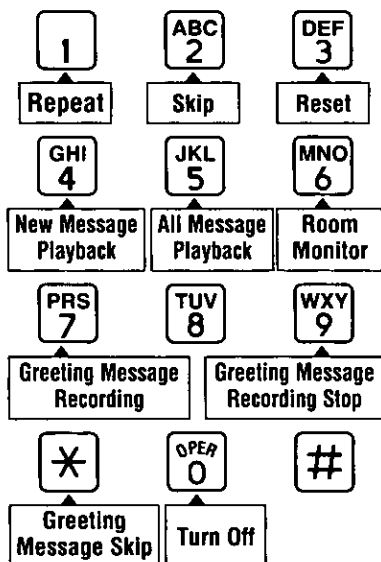 1
ABC
2
DEF
3
Repeat
Skip
Reset
GHI
4
JKL
5
MNO
6
New Message
Playback
All Message
Playback
Room
Monitor
PRS
7
TUV
8
WXY
9
Greeting Message
Recording
Greeting Message
Recording Stop
*
OPER
0
#
Greeting
Message Skip
Turn Off